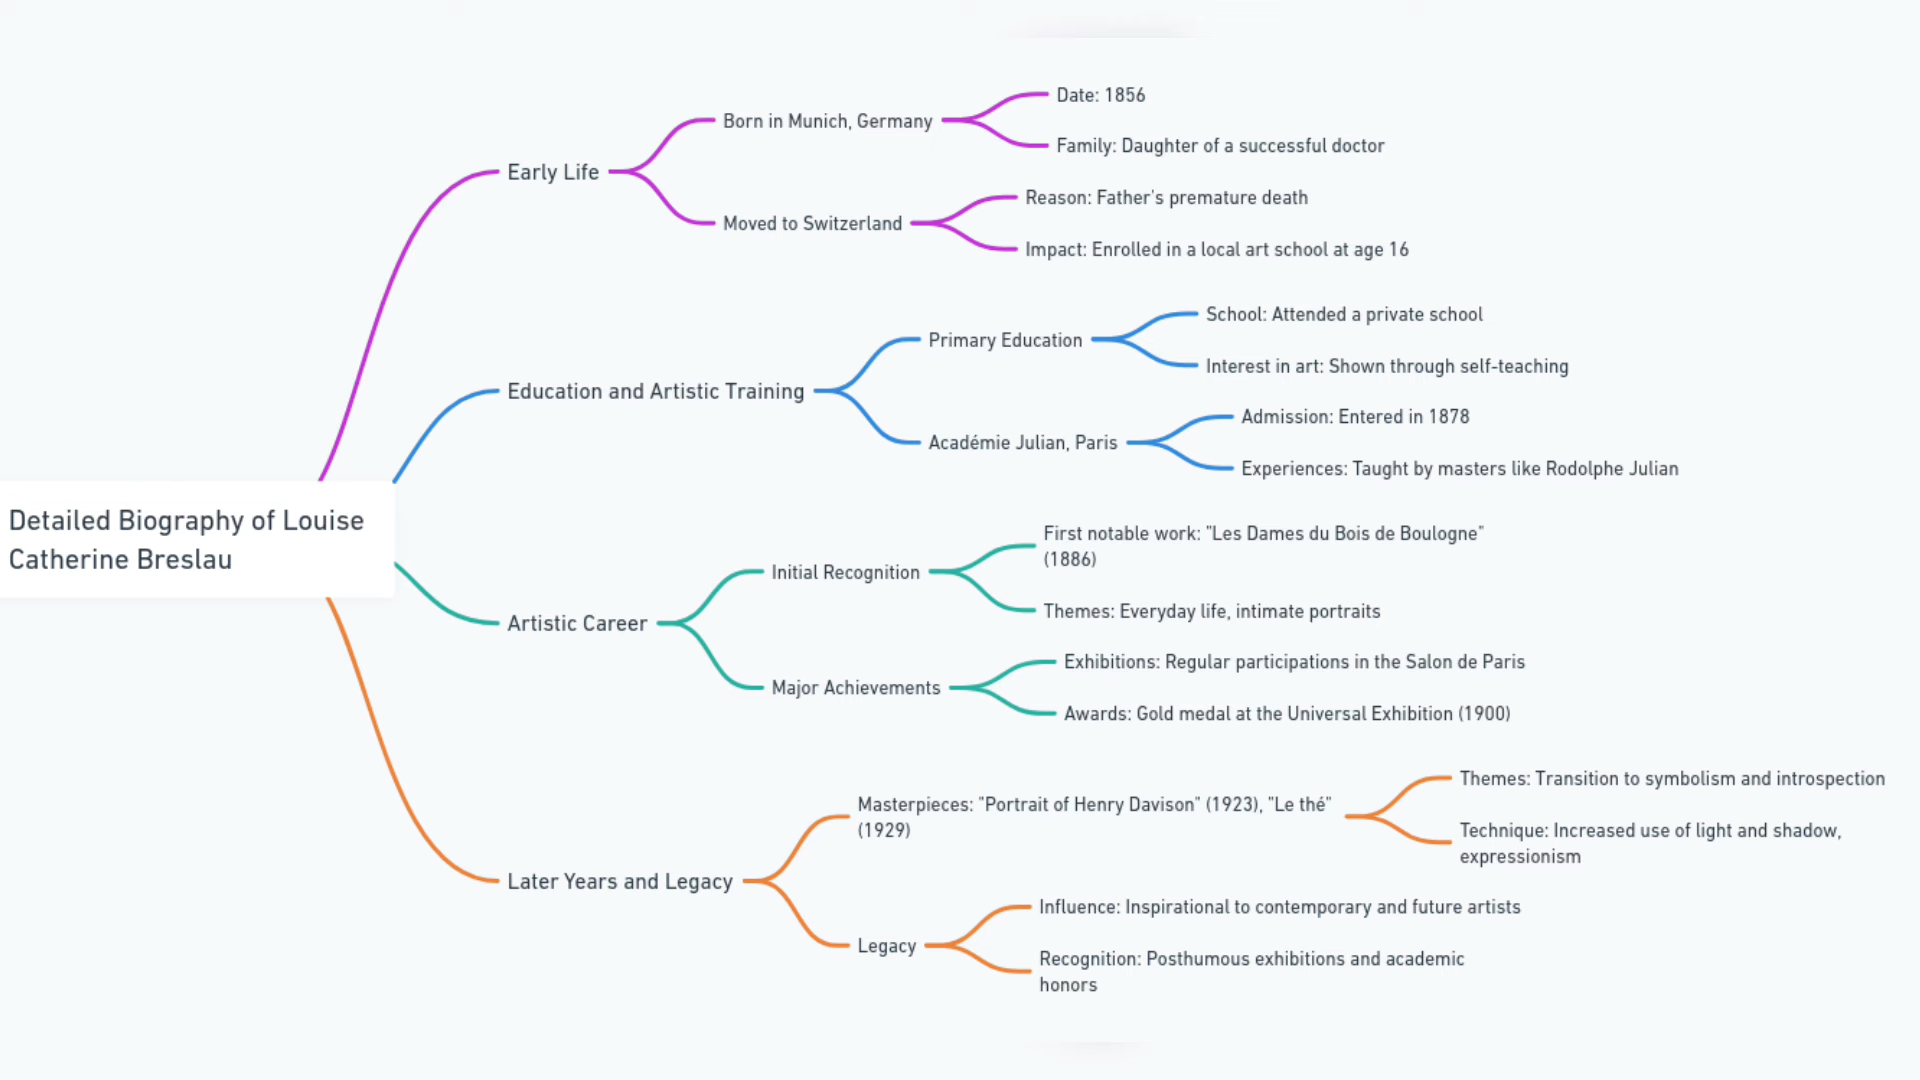 Detailed Biography of Louise
Catherine Breslau
Early Life
Born in Munich, Germany
Date: 1856
Family: Daughter of a successful doctor
Moved to Switzerland
Reason: Father's premature death
Impact: Enrolled in a local art school at age 16
Education and Artistic Training
Primary Education
School: Attended a private school
Interest in art: Shown through self-teaching
Académie Julian, Paris
Admission: Entered in 1878
Experiences: Taught by masters like Rodolphe Julian
Artistic Career
Initial Recognition
First notable work: "Les Dames du Bois de Boulogne"
(1886)
Themes: Everyday life, intimate portraits
Major Achievements
Exhibitions: Regular participations in the Salon de Paris
Awards: Gold medal at the Universal Exhibition (1900)
Later Years and Legacy
Masterpieces: "Portrait of Henry Davison" (1923), "Le thé"
(1929)
Themes: Transition to symbolism and introspection
Technique: Increased use of light and shadow,
expressionism
Legacy
Influence: Inspirational to contemporary and future artists
Recognition: Posthumous exhibitions and academic
honors